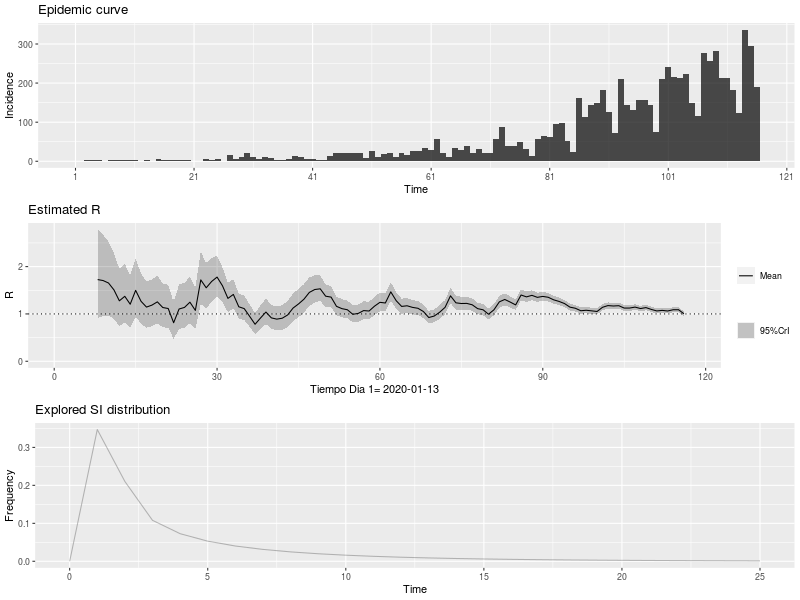 Epidemic curve
300
200
100
0
Incidence
1 21 41 61 81 101 121
Time
Estimated R
2
1
0
R
0 30 60 90 120
Tiempo Dia 1= 2020-01-13
Mean
95%CrI
Explored SI distribution
0.3
0.2
0.1
0.0
Frequency
0 5 10 15 20 25
Time